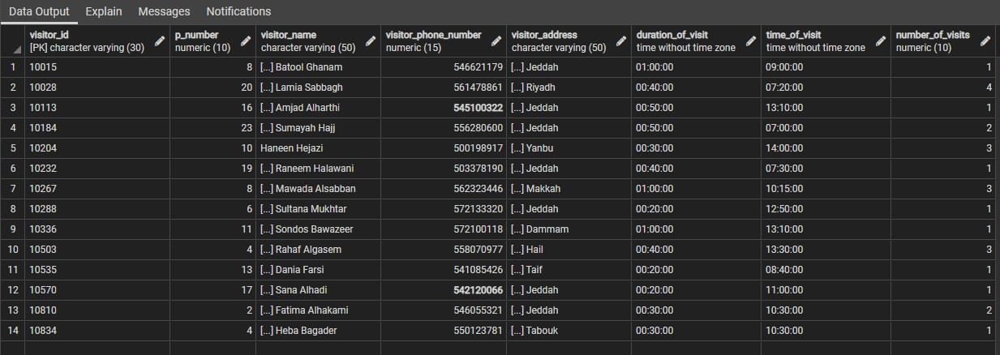 Data Output Explain Messages Notifications
visitor_id p_number visitor_name visitor_phone_number visitor_address duration_of_visit time_of_visit number_of_visits
[PK] character varying (30) numeric (10) character varying (50) numeric (15) character varying (50) time without time zone time without time zone numeric (10)
1 10015 8 [...] Batool Ghanam 546621179 [...] Jeddah 01:00:00 09:00:00 1
2 10028 20 [...] Lamia Sabbagh 561478861 [...] Riyadh 00:40:00 07:20:00 4
3 10113 16 [...] Amjad Alharthi 545100322 [...] Jeddah 00:50:00 13:10:00 1
4 10184 23 [...] Sumayah Hajj 556280600 [...] Jeddah 00:50:00 07:00:00 2
5 10204 10 Haneen Hejazi 500198917 [...] Yanbu 00:30:00 14:00:00 3
6 10232 19 [...] Raneem Halawani 503378190 [...] Jeddah 00:40:00 07:30:00 1
7 10267 8 [...] Mawada Alsabban 562323446 [...] Makkah 01:00:00 10:15:00 3
8 10288 6 [...] Sultana Mukhtar 572133320 [...] Jeddah 00:20:00 12:50:00 1
9 10336 11 [...] Sondos Bawazeer 572100118 [...] Dammam 01:00:00 13:10:00 1
10 10503 4 [...] Rahaf Algasem 558070977 [...] Hail 00:40:00 13:30:00 3
11 10535 13 [...] Dania Farsi 541085426 [...] Taif 00:20:00 08:40:00 1
12 10570 17 [...] Sana Alhadi 542120066 [...] Jeddah 00:20:00 11:00:00 1
13 10810 2 [...] Fatima Alhakami 546055321 [...] Jeddah 00:30:00 10:30:00 2
14 10834 4 [...] Heba Bagader 550123781 [...] Tabouk 00:30:00 10:30:00 1